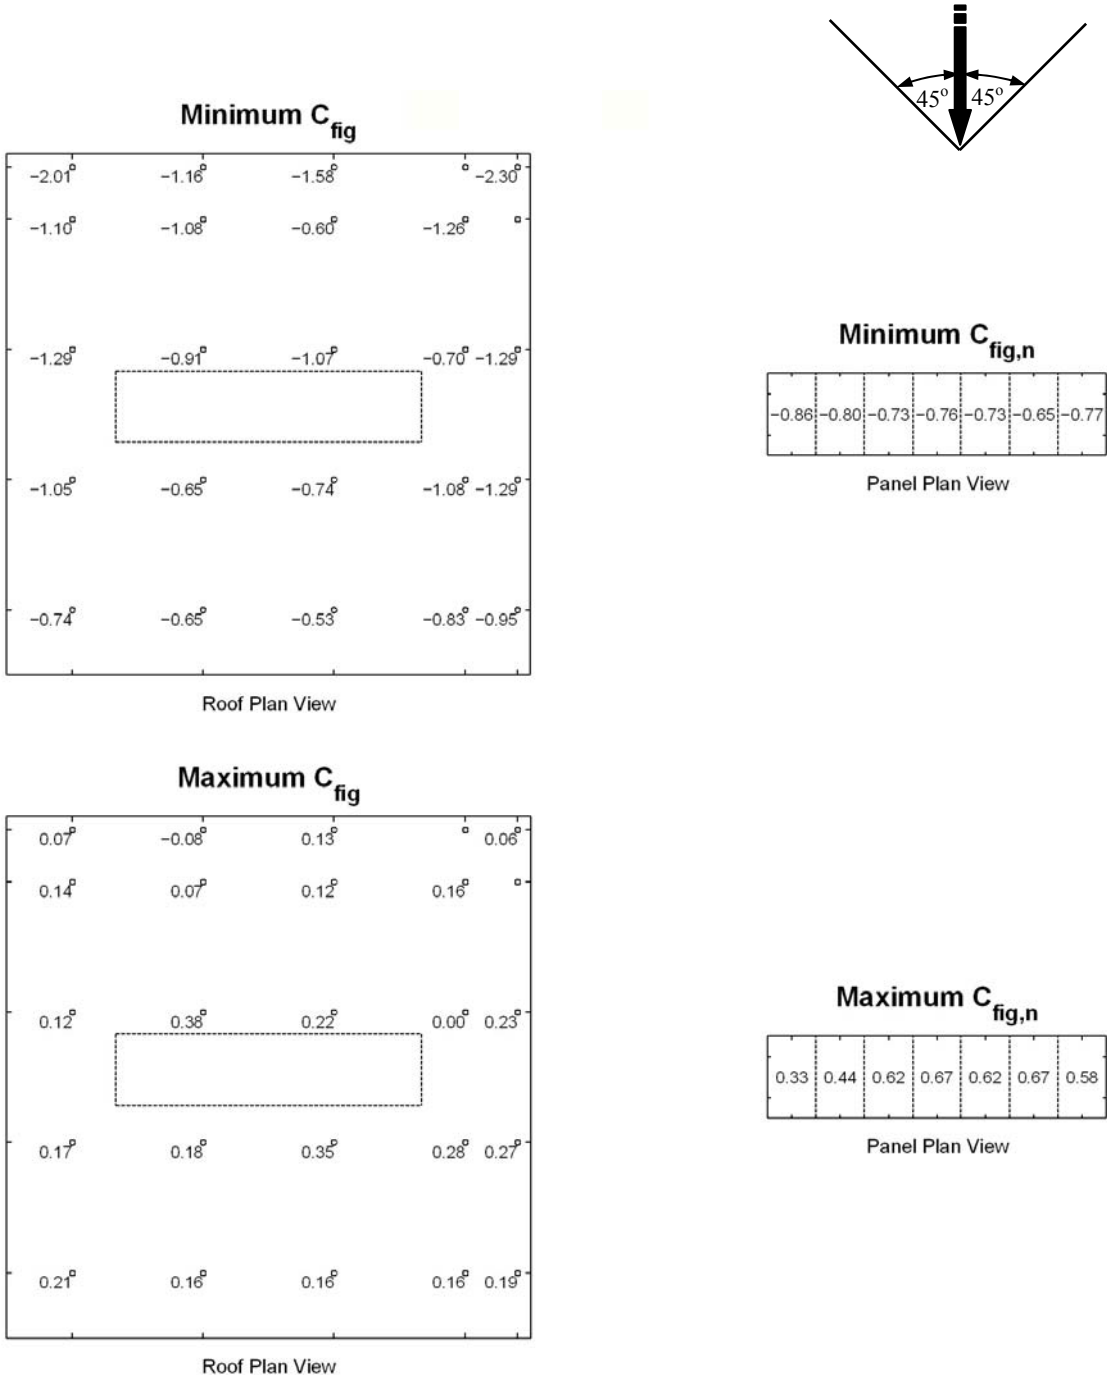 45° 45°
Minimum C fig
−2.01 −1.16 −1.58 −2.30
−1.10 −1.08 −0.60 −1.26
−1.29 −0.91 −1.07 −0.70 −1.29
−1.05 −0.65 −0.74 −1.08 −1.29
−0.74 −0.65 −0.53 −0.83 −0.95
Roof Plan View
Minimum C fig,n
−0.86 −0.80 −0.73 −0.76 −0.73 −0.65 −0.77
Panel Plan View
Maximum C fig
0.07 −0.08 0.13 0.06
0.14 0.07 0.12 0.16
0.12 0.38 0.22 0.00 0.23
0.17 0.18 0.35 0.28 0.27
0.21 0.16 0.16 0.16 0.19
Roof Plan View
Maximum C fig,n
0.33 0.44 0.62 0.67 0.62 0.67 0.58
Panel Plan View